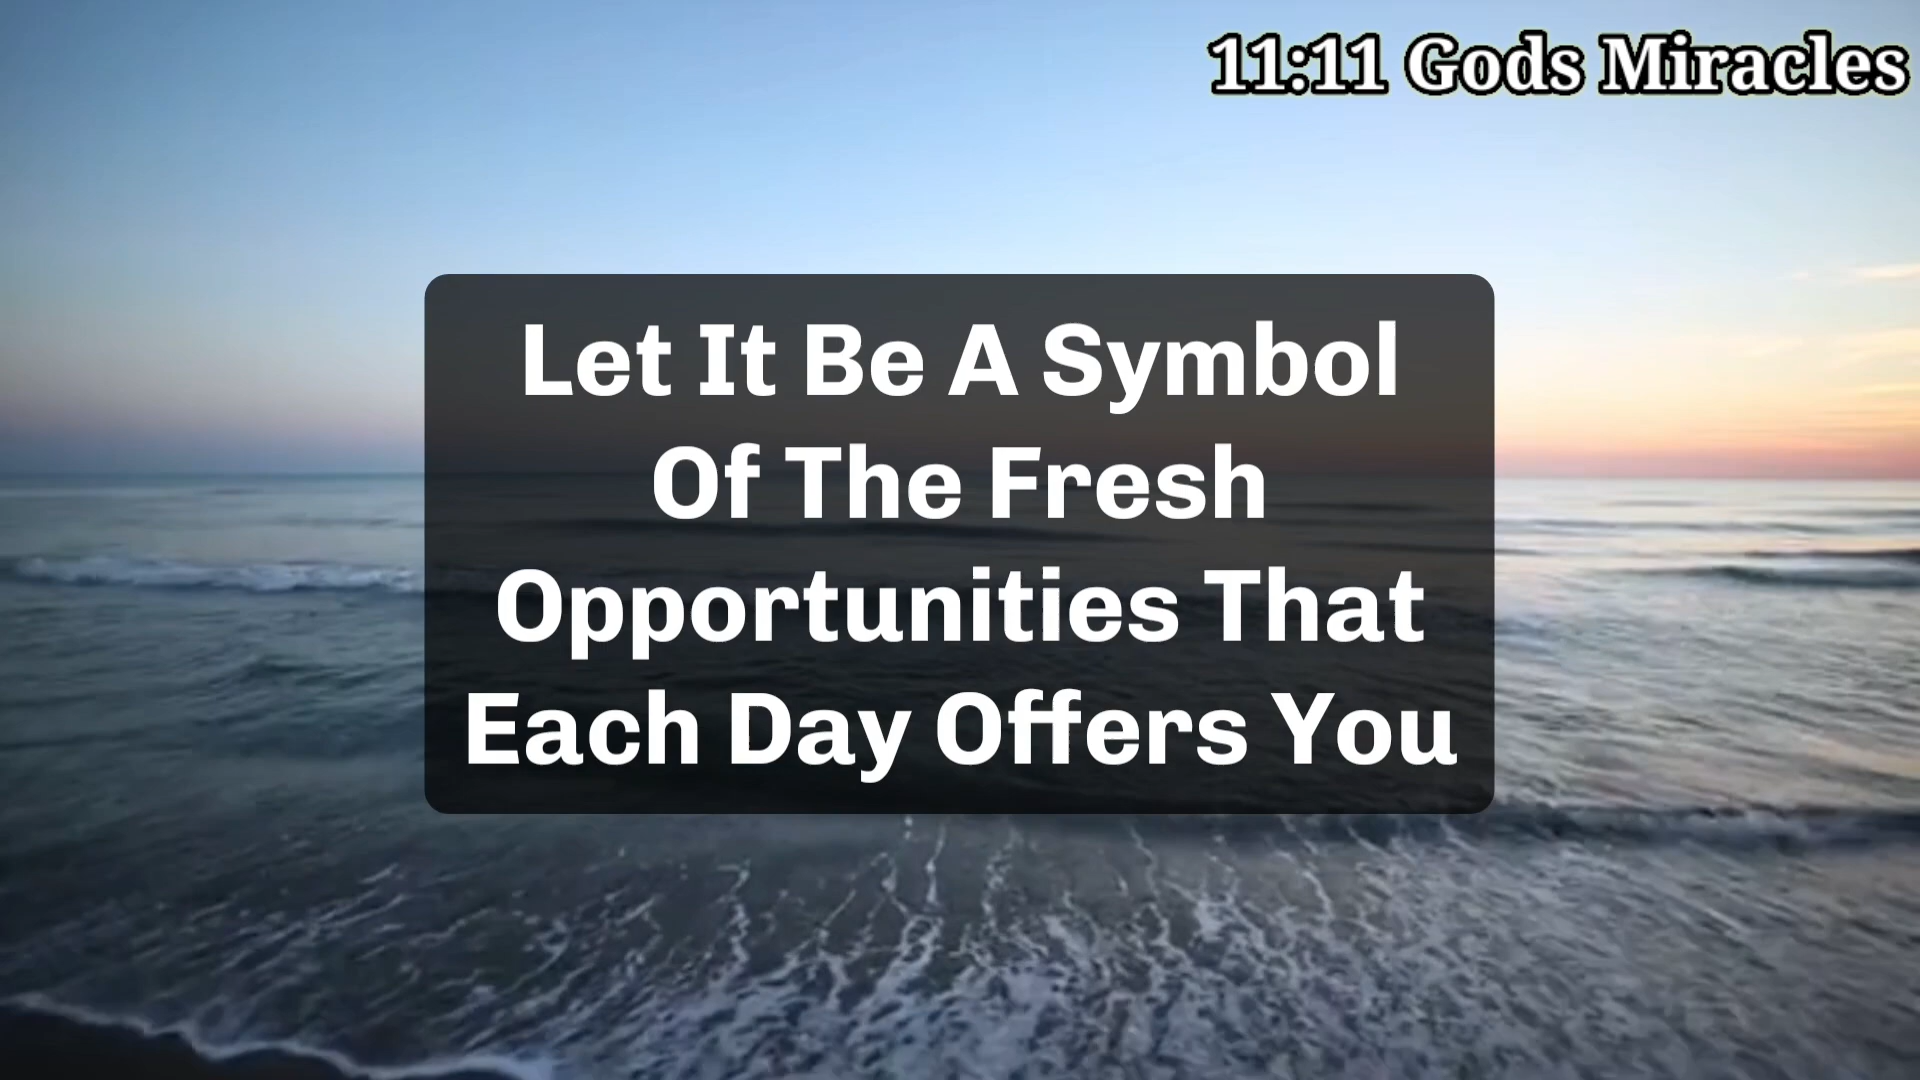 11:11 Gods Miracles
Let It Be A Symbol
Of The Fresh
Opportunities That
Each Day Offers You